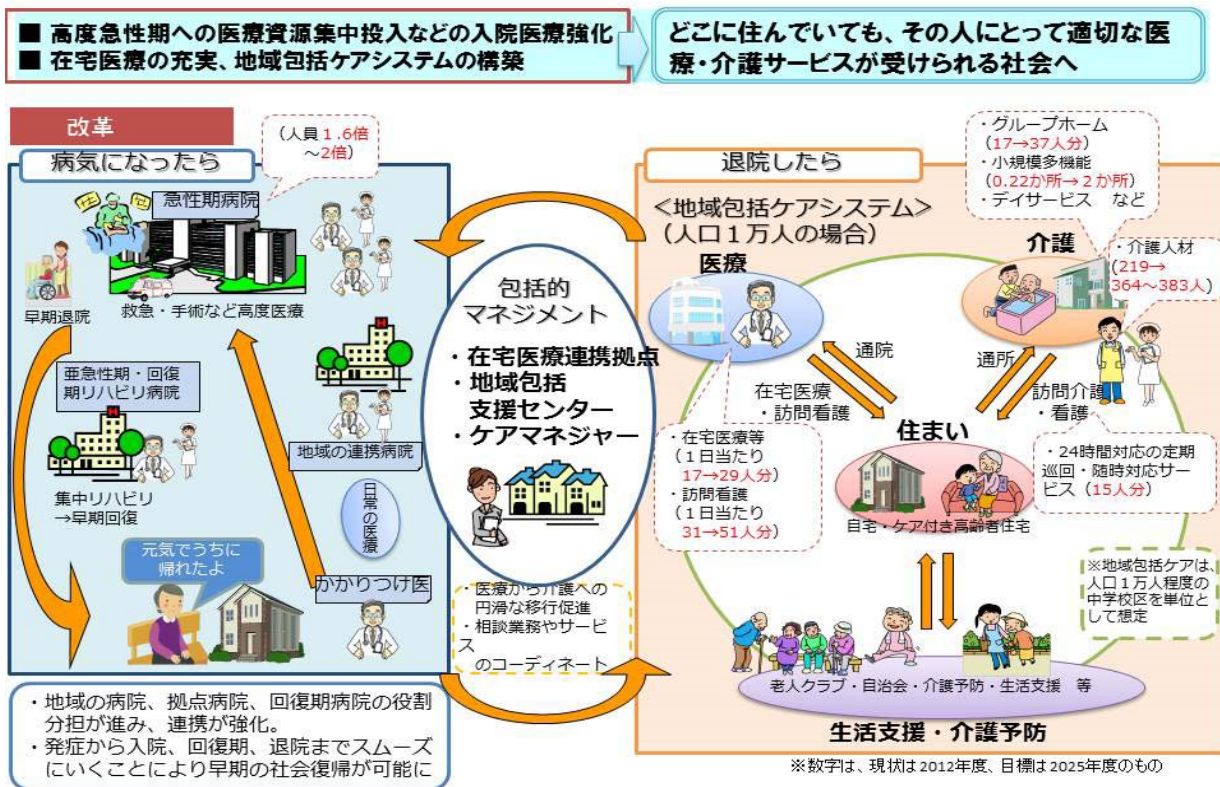 ■ 高度急性期への医療資源集中投入などの入院医療強化
■ 在宅医療の充実、地域包括ケアシステムの構築
どこに住んでいても、その人にとって適切な医
療・介護サービスが受けられる社会へ
改革
病気になったら
(人員1.6倍
～2倍)
急性期病院
早期退院
救急・手術など高度医療
亜急性期・回復
期リハビリ病院
集中リハビリ
→早期回復
地域の連携病院
日常の医療
元気でうちに
帰れたよ
かかりつけ医
・地域の病院、拠点病院、回復期病院の役割
分担が進み、連携が強化。
・発症から入院、回復期、退院までスムーズ
にいくことにより早期の社会復帰が可能に
包括的
マネジメント
・在宅医療連携拠点
・地域包括
支援センター
・ケアマネジャー
・医療から介護への
円滑な移行促進
・相談業務やサービ
ス
のコーディネート
退院したら
＜地域包括ケアシステム＞
(人口1万人の場合)
・グループホーム
(17→37人分)
・小規模多機能
(0.22か所→2か所)
・デイサービス など
医療
介護
・介護人材
(219→
364～383人)
通院
通所
在宅医療
・訪問看護
訪問介護
・看護
・在宅医療等
(1日当たり
17→29人分)
・訪問看護
(1日当たり
31→51人分)
住まい
・24時間対応の定期
巡回・随時対応サー
ビス(15人分)
自宅・ケア付き高齢者住宅
※地域包括ケアは、
人口1万人程度の
中学校区を単位と
して想定
老人クラブ・自治会・介護予防・生活支援 等
生活支援・介護予防
※数字は、現状は2012年度、目標は2025年度のもの